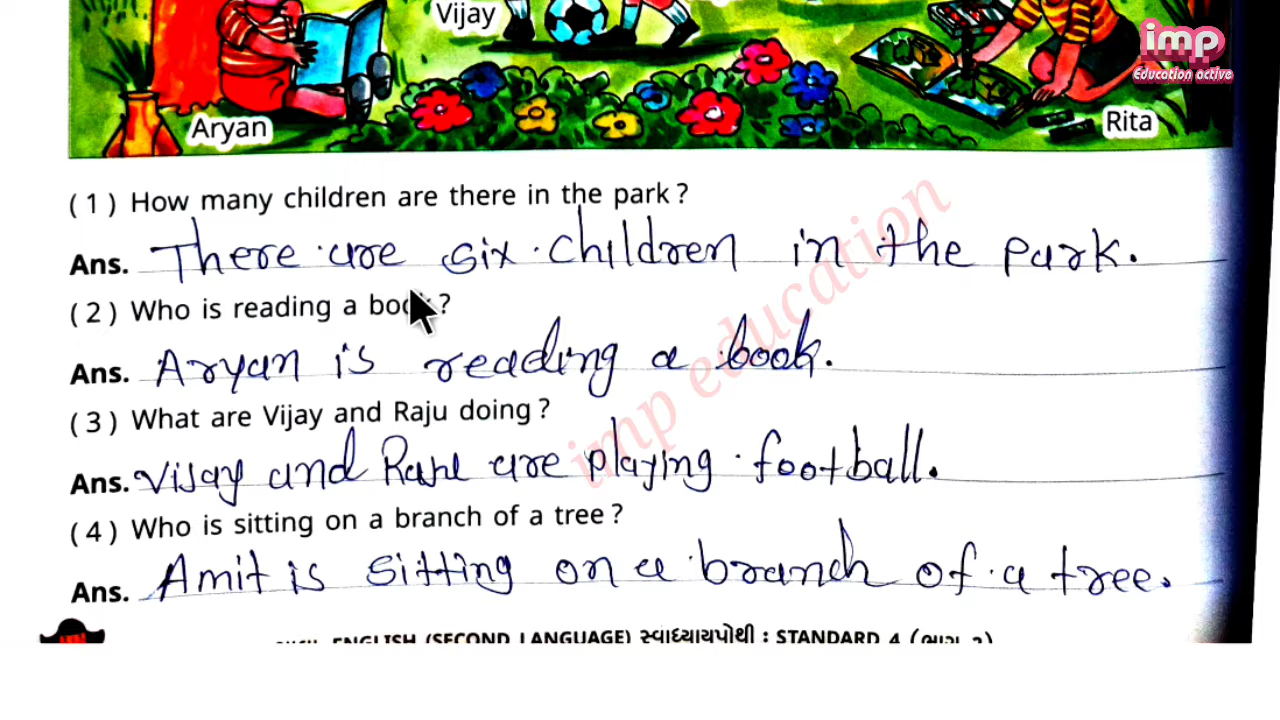 Vijay
imp
Education active
Aryan
Rita
(1) How many children are there in the park?
Ans. There are six children in the park.
(2) Who is reading a book?
Ans. Aryan is reading a book.
(3) What are Vijay and Raju doing?
Ans. Vijay and Raju are playing football.
(4) Who is sitting on a branch of a tree?
Ans. Amit is sitting on a branch of a tree.
imp education
ENGLISH (SECOND LANGUAGE) સ્વાધ્યાયપોથી : STANDARD 4